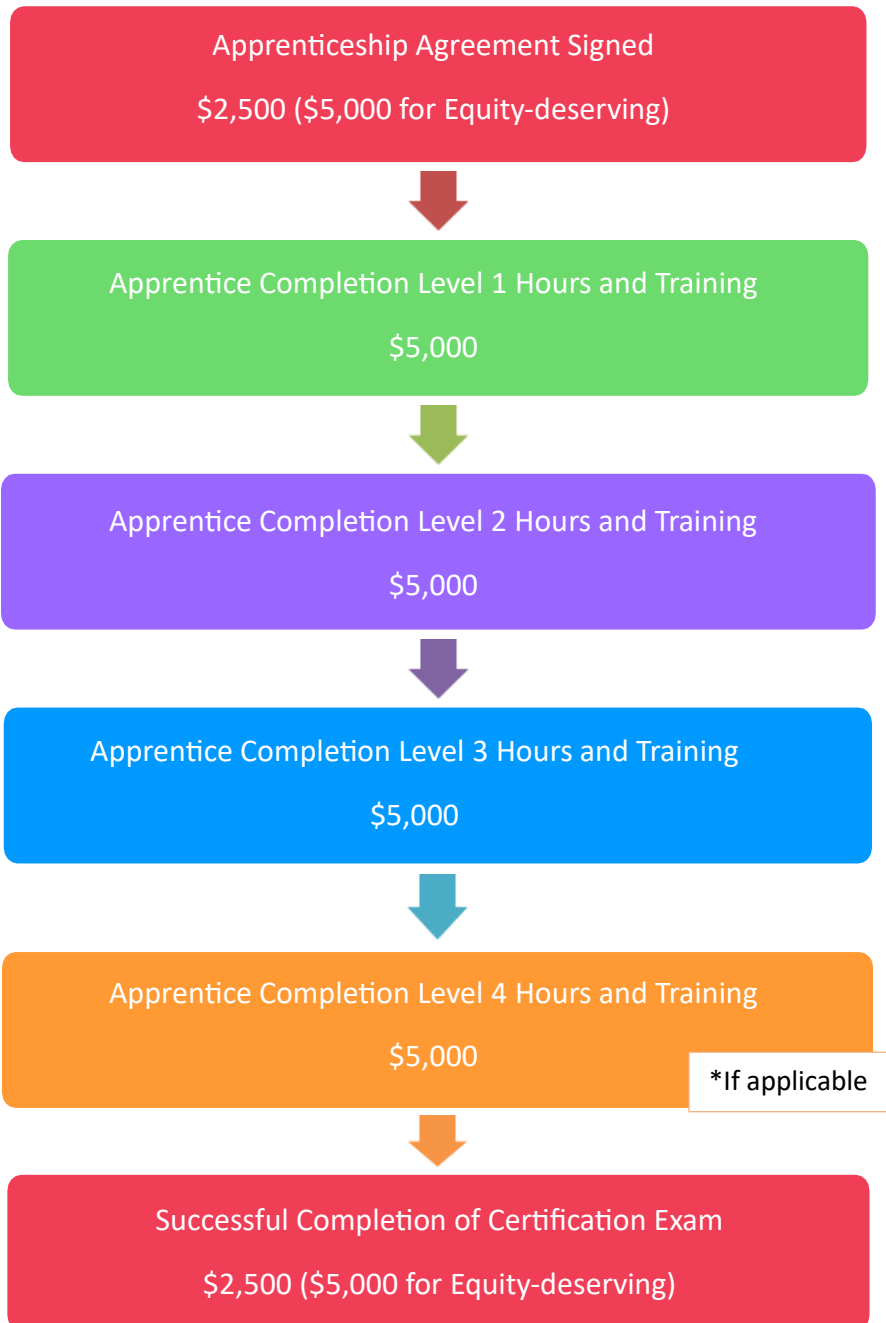 Apprenticeship Agreement Signed
$2,500 ($5,000 for Equity-deserving)
Apprentice Completion Level 1 Hours and Training
$5,000
Apprentice Completion Level 2 Hours and Training
$5,000
Apprentice Completion Level 3 Hours and Training
$5,000
Apprentice Completion Level 4 Hours and Training
$5,000
*If applicable
Successful Completion of Certification Exam
$2,500 ($5,000 for Equity-deserving)